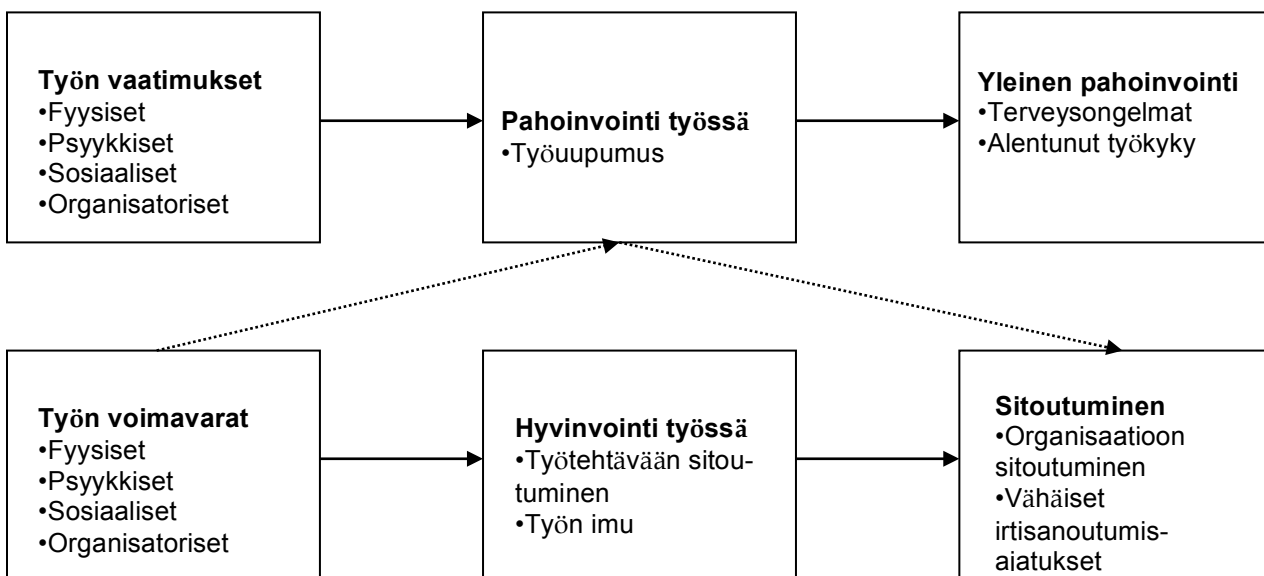 Työn vaatimukset
•Fyysiset
•Psyykkiset
•Sosiaaliset
•Organisatoriset
Pahoinvointi työssä
•Työuupumus
Yleinen pahoinvointi
•Terveysongelmat
•Alentunut työkyky
Työn voimavarat
•Fyysiset
•Psyykkiset
•Sosiaaliset
•Organisatoriset
Hyvinvointi työssä
•Työtehtävään sitou-
tuminen
•Työn imu
Sitoutuminen
•Organisaatioon
sitoutuminen
•Vähäiset
irtisanoutumis-
ajatukset